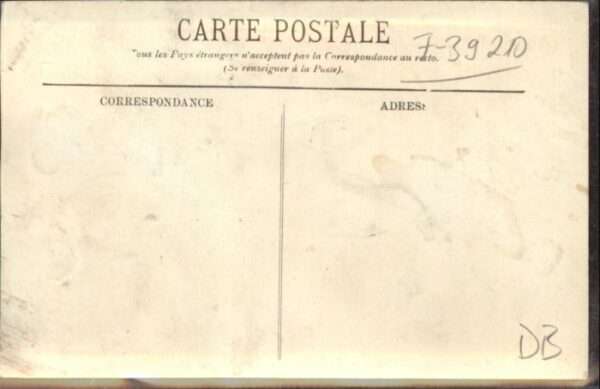 CARTE POSTALE
7-39 210
Tous les Pays étrangers n'acceptent pas la Correspondance au recto.
(Se renseigner à la Poste).
CORRESPONDANCE
ADRESS
DB